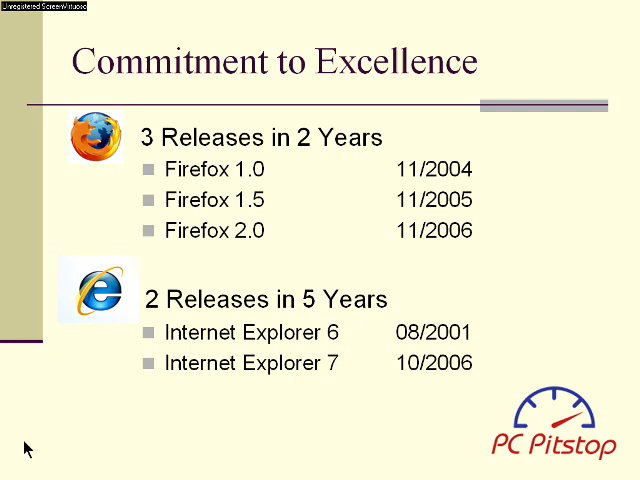 Unregistered ScreenVirtuoso
Commitment to Excellence
3 Releases in 2 Years
Firefox 1.0 11/2004
Firefox 1.5 11/2005
Firefox 2.0 11/2006
2 Releases in 5 Years
Internet Explorer 6 08/2001
Internet Explorer 7 10/2006
PC Pitstop